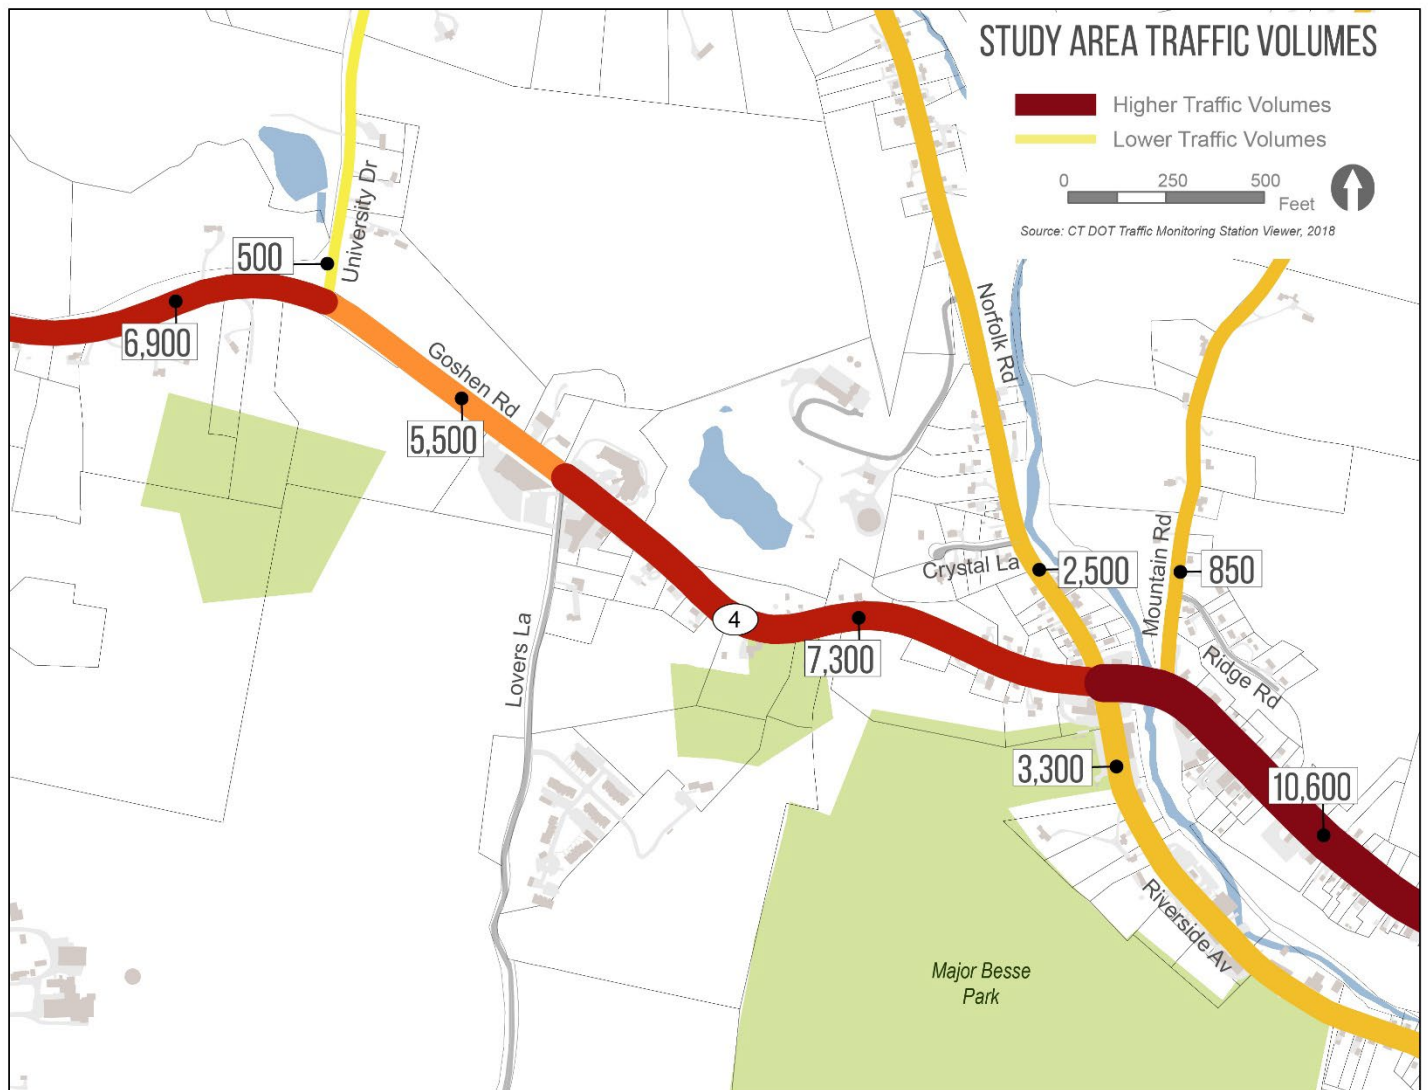 STUDY AREA TRAFFIC VOLUMES
Higher Traffic Volumes
Lower Traffic Volumes
0 250 500
Feet
Source: CT DOT Traffic Monitoring Station Viewer, 2018
University Dr
500
6,900
Goshen Rd
5,500
Norfolk Rd
Crystal La
2,500
Mountain Rd
850
4
7,300
Lovers La
Ridge Rd
3,300
10,600
Riverside Av
Major Besse
Park